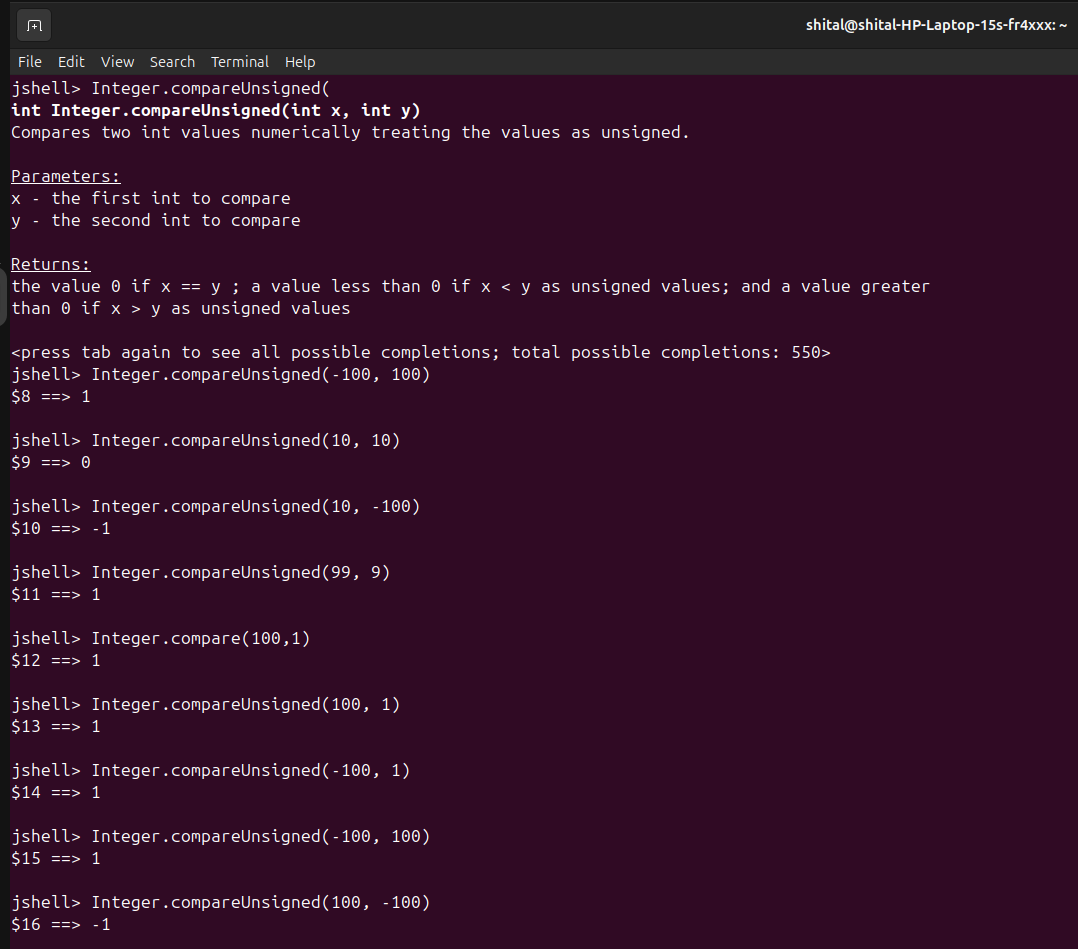 shital@shital-HP-Laptop-15s-fr4xxx: ~
File Edit View Search Terminal Help
jshell> Integer.compareUnsigned(
int Integer.compareUnsigned(int x, int y)
Compares two int values numerically treating the values as unsigned.
Parameters:
x - the first int to compare
y - the second int to compare
Returns:
the value 0 if x == y ; a value less than 0 if x < y as unsigned values; and a value greater
than 0 if x > y as unsigned values
<press tab again to see all possible completions; total possible completions: 550>
jshell> Integer.compareUnsigned(-100, 100)
$8 ==> 1
jshell> Integer.compareUnsigned(10, 10)
$9 ==> 0
jshell> Integer.compareUnsigned(10, -100)
$10 ==> -1
jshell> Integer.compareUnsigned(99, 9)
$11 ==> 1
jshell> Integer.compare(100,1)
$12 ==> 1
jshell> Integer.compareUnsigned(100, 1)
$13 ==> 1
jshell> Integer.compareUnsigned(-100, 1)
$14 ==> 1
jshell> Integer.compareUnsigned(-100, 100)
$15 ==> 1
jshell> Integer.compareUnsigned(100, -100)
$16 ==> -1